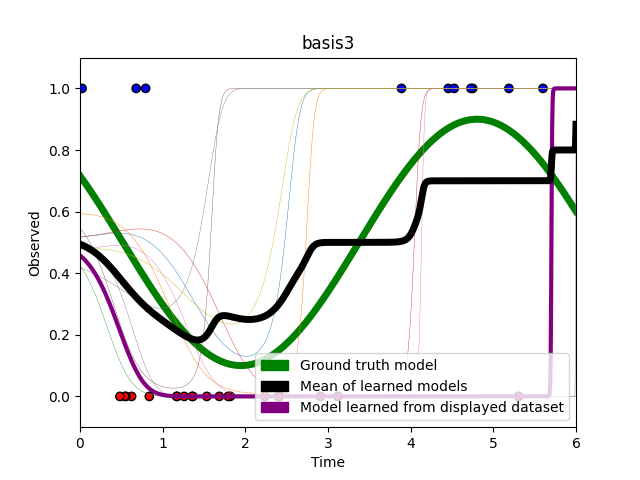 basis3
1.0
0.8
0.6
0.4
0.2
0.0
Observed
Ground truth model
Mean of learned models
Model learned from displayed dataset
0 1 2 3 4 5 6
Time